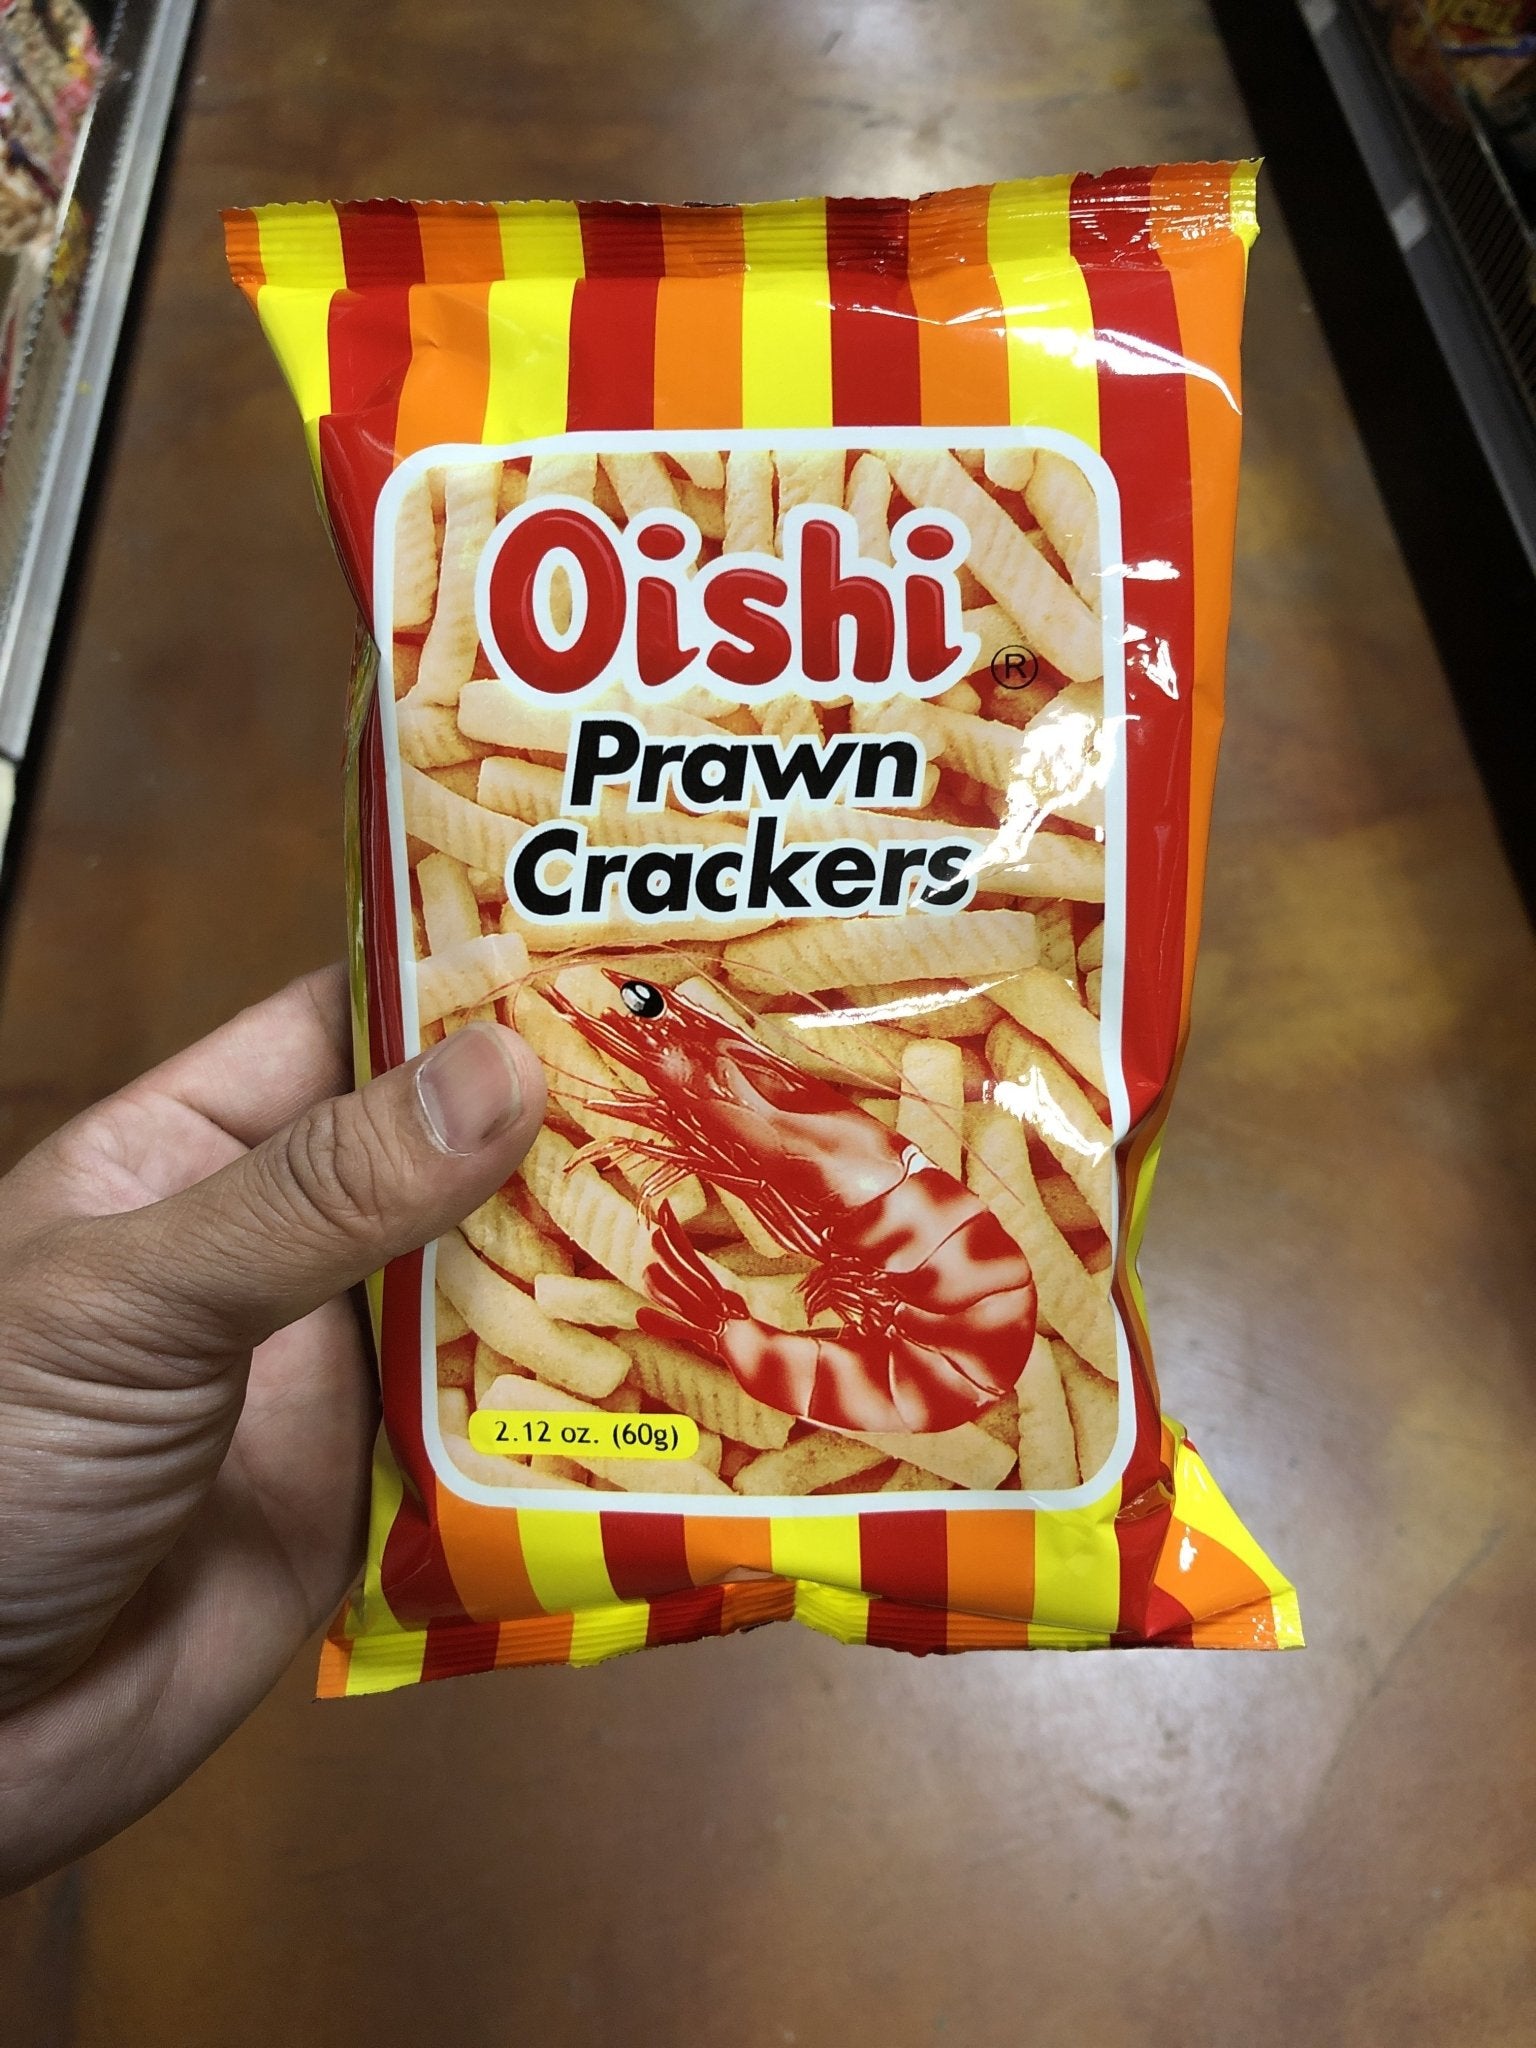 Oishi ®
Prawn
Crackers
2.12 oz. (60g)